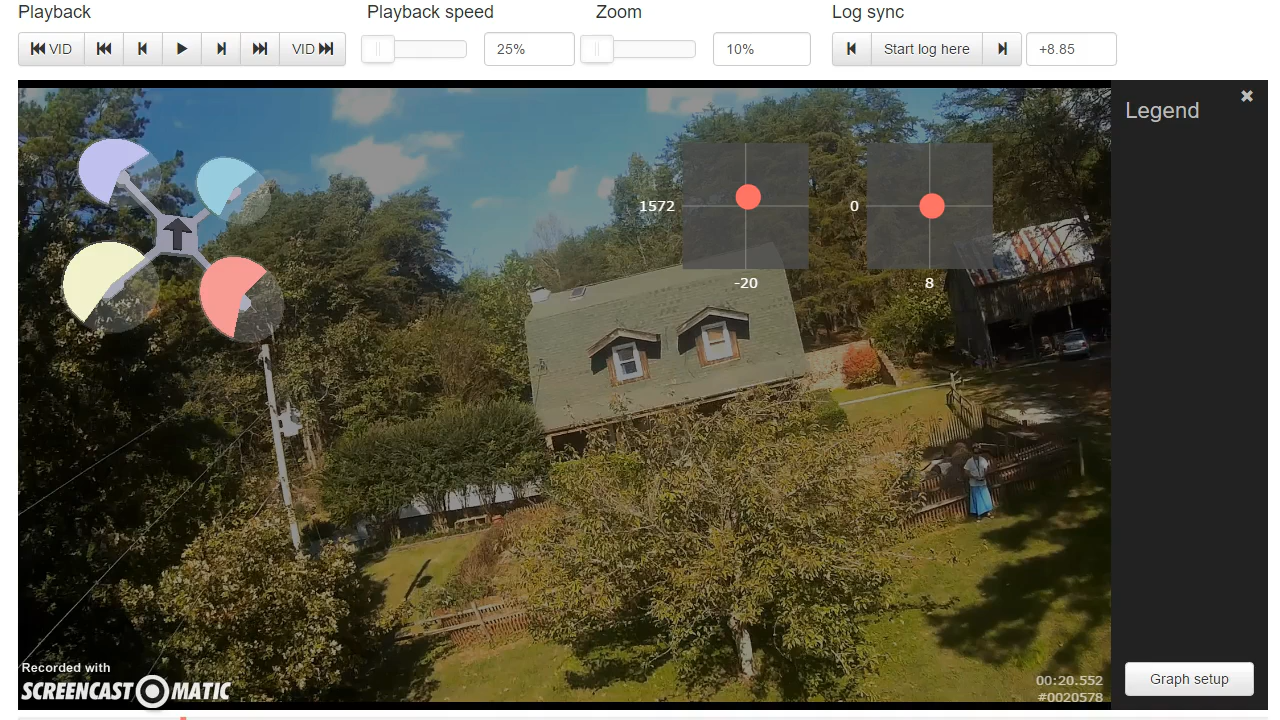 Playback
Playback speed
Zoom
Log sync
VID
VID
25%
10%
Start log here
+8.85
Legend
1572
0
-20
8
Recorded with
SCREENCAST-O-MATIC
00:20.552
#0020578
Graph setup